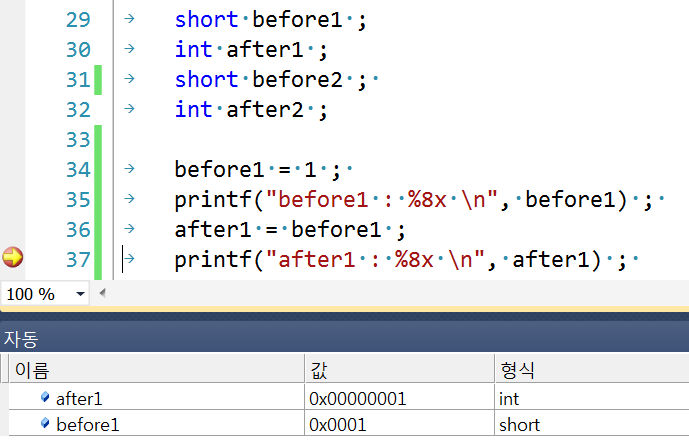 29 short before1 ;
30 int after1 ;
31 short before2 ;
32 int after2 ;
33
34 before1 = 1 ;
35 printf("before1 : %8x \n", before1) ;
36 after1 = before1 ;
37 printf("after1 : %8x \n", after1) ;
100 %
자동
이름 값 형식
after1 0x00000001 int
before1 0x0001 short